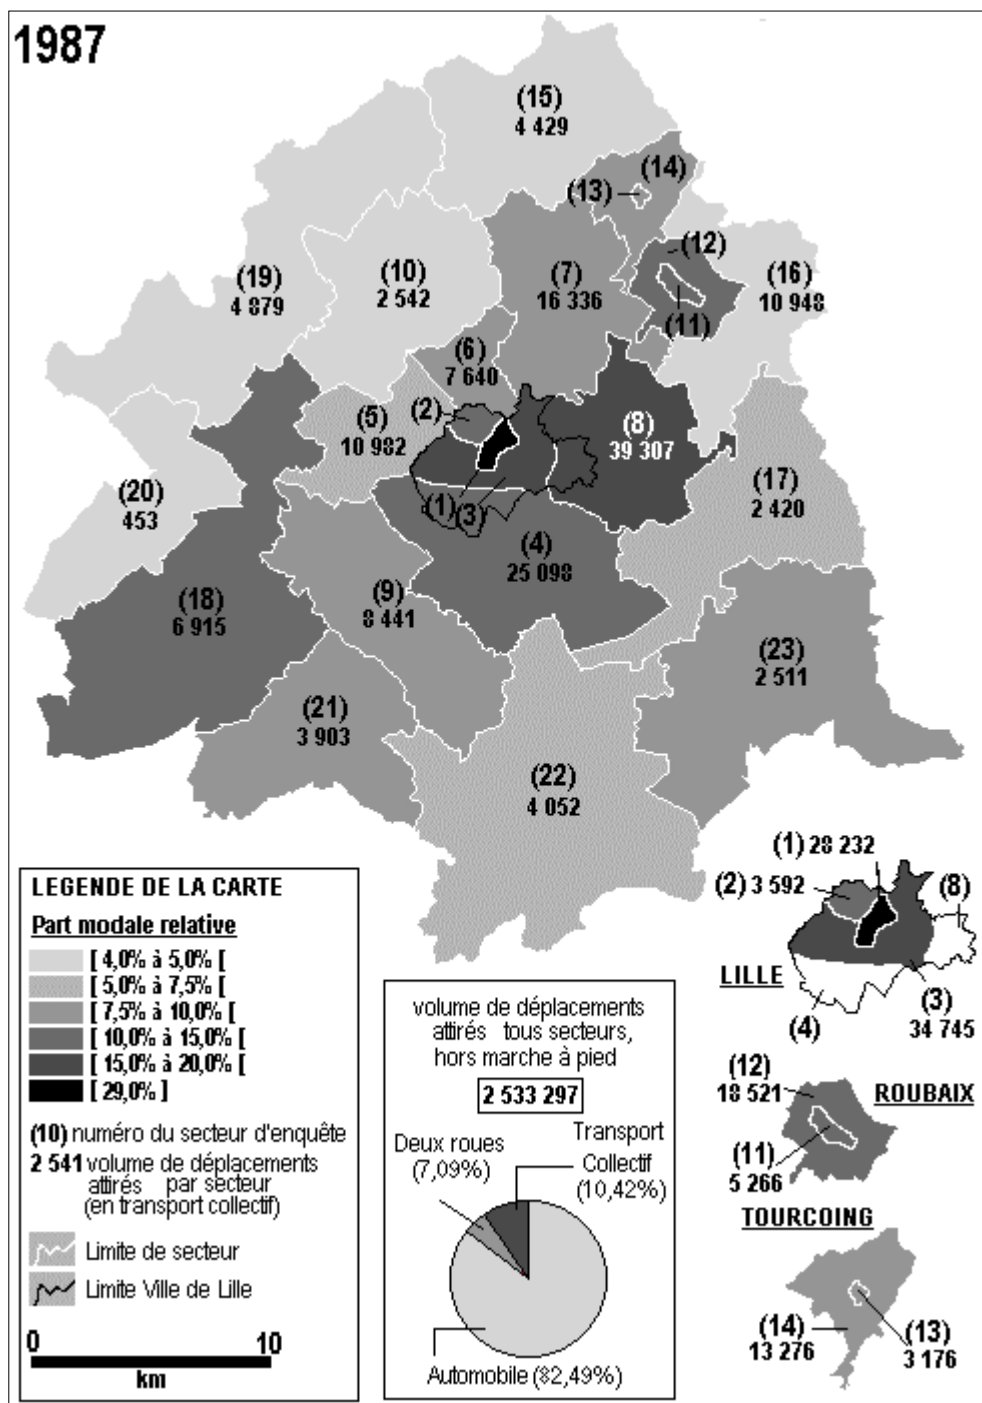 1987
(15)
4 429
(14)
(13)
(12)
(19)
4 879
(10)
2 542
(7)
16 336
(16)
10 948
(11)
(6)
7 640
(2)
(5)
10 982
(8)
39 307
(20)
453
(1)
(3)
(17)
2 420
(4)
25 098
(18)
6 915
(9)
8 441
(23)
2 511
(21)
3 903
(22)
4 052
(1) 28 232
(2) 3 592
(8)
LILLE
(4)
(3)
34 745
(12)
18 521
ROUBAIX
(11)
5 266
TOURCOING
(14)
13 276
(13)
3 176
LEGENDE DE LA CARTE
Part modale relative
[ 4,0% à 5,0% [
[ 5,0% à 7,5% [
[ 7,5% à 10,0% [
[ 10,0% à 15,0% [
[ 15,0% à 20,0% [
[ 29,0% ]
(10) numéro du secteur d'enquête
2 541 volume de déplacements
attirés par secteur
(en transport collectif)
Limite de secteur
Limite Ville de Lille
0 10
km
volume de déplacements
attirés tous secteurs,
hors marche à pied
2 533 297
Deux roues
(7,09%)
Transport
Collectif
(10,42%)
Automobile (82,49%)